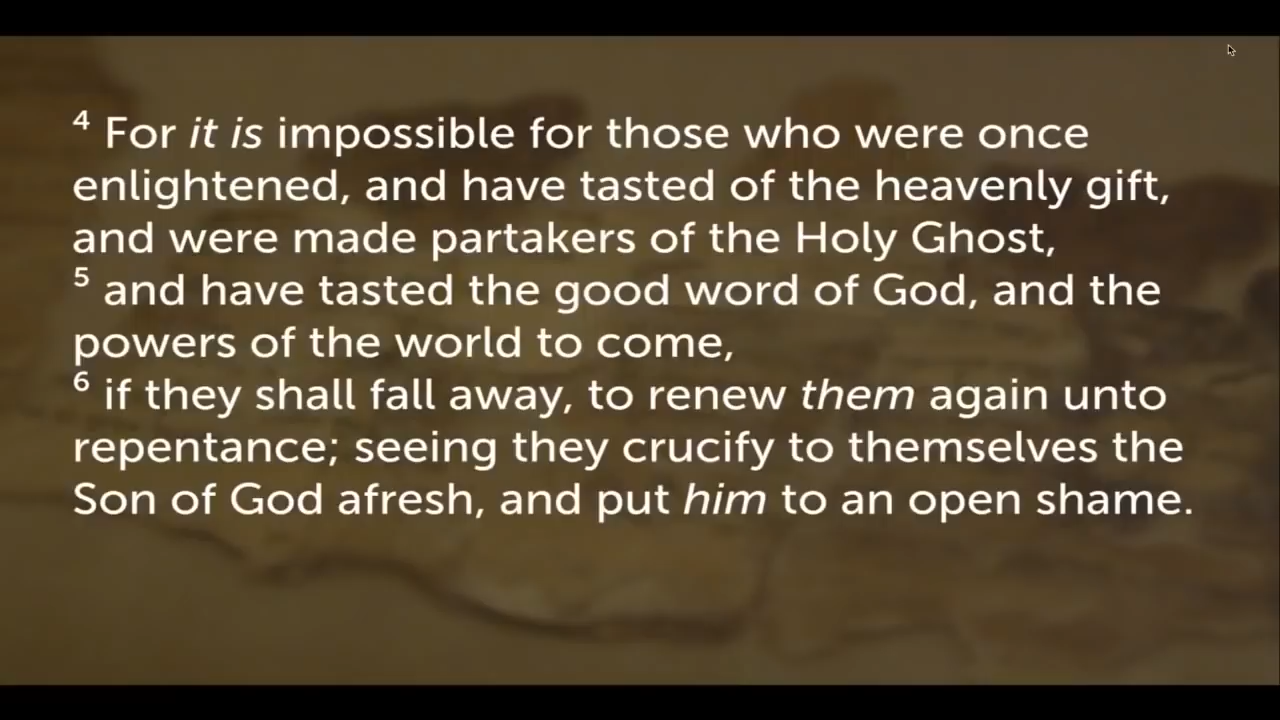 4 For it is impossible for those who were once
enlightened, and have tasted of the heavenly gift,
and were made partakers of the Holy Ghost,
5 and have tasted the good word of God, and the
powers of the world to come,
6 if they shall fall away, to renew them again unto
repentance; seeing they crucify to themselves the
Son of God afresh, and put him to an open shame.